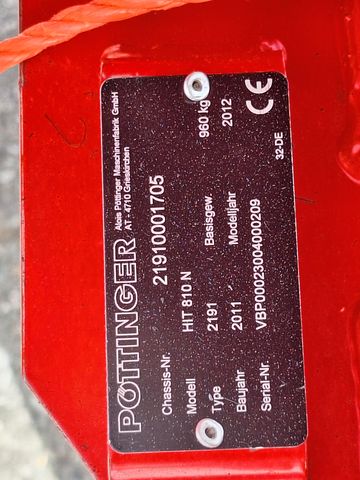 PÖTTINGER Alois Pöttinger Maschinenfabrik GmbH
AT - 4710 Grieskirchen
Chassis-Nr. 21910001705
Modell HIT 810 N
Type 2191 Basisgew. 960 kg
Baujahr 2011 Modelljahr 2012
Serial-Nr. VBP00023004000209
CE
32-DE